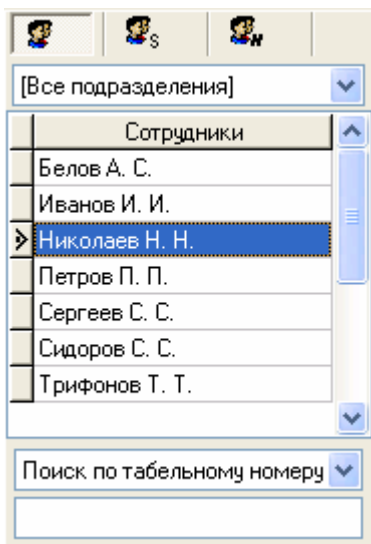 S N
[Все подразделения]
Сотрудники
Белов А. С.
Иванов И. И.
Николаев Н. Н.
Петров П. П.
Сергеев С. С.
Сидоров С. С.
Трифонов Т. Т.
Поиск по табельному номеру